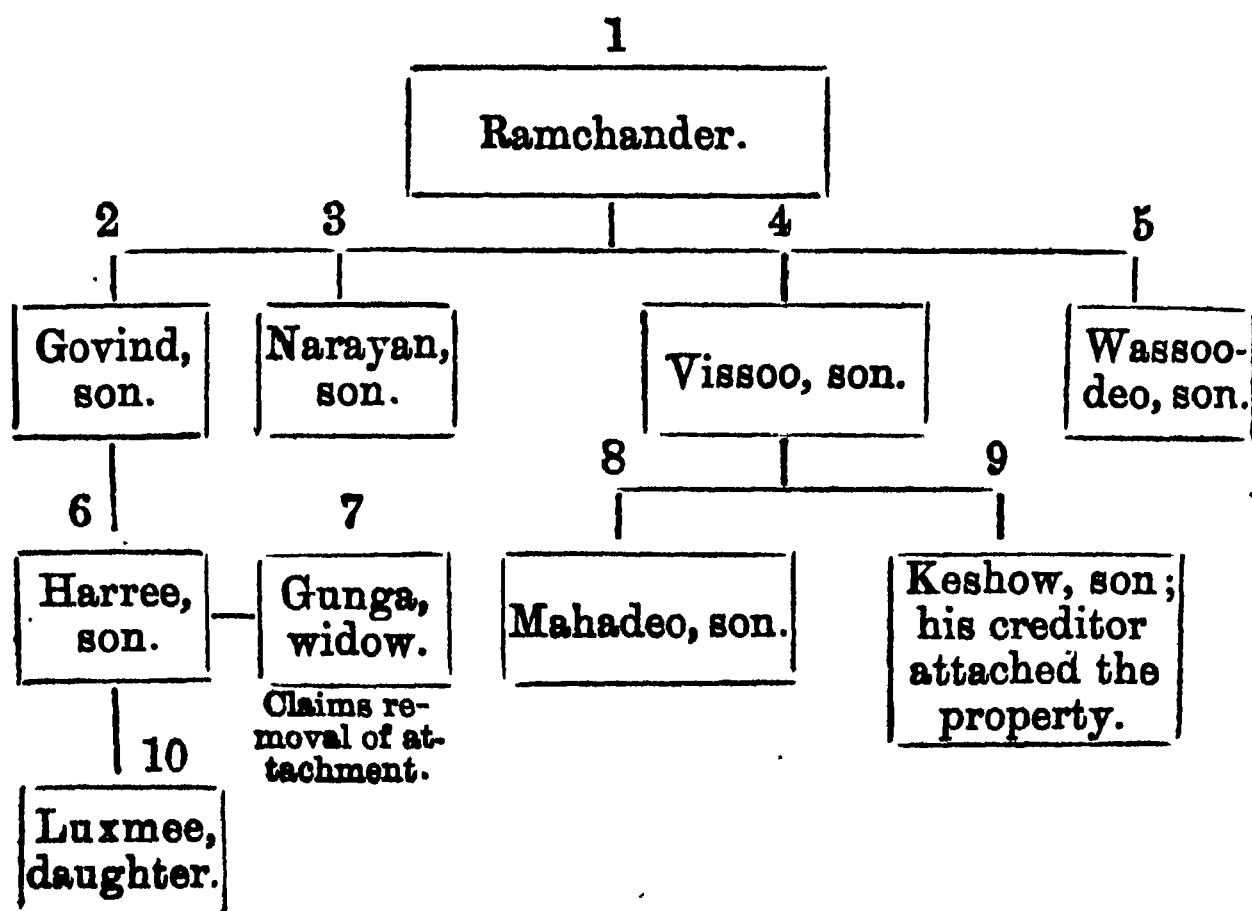 1
Ramchander.
2 3 4 5
Govind,
son.
Narayan,
son.
Vissoo, son.
Wassoo-
deo, son.
6 7 8 9
Harree,
son.
Gunga,
widow.
Claims re-
moval of at-
tachment.
Mahadeo, son.
Keshow, son;
his creditor
attached the
property.
10
Luxmee,
daughter.